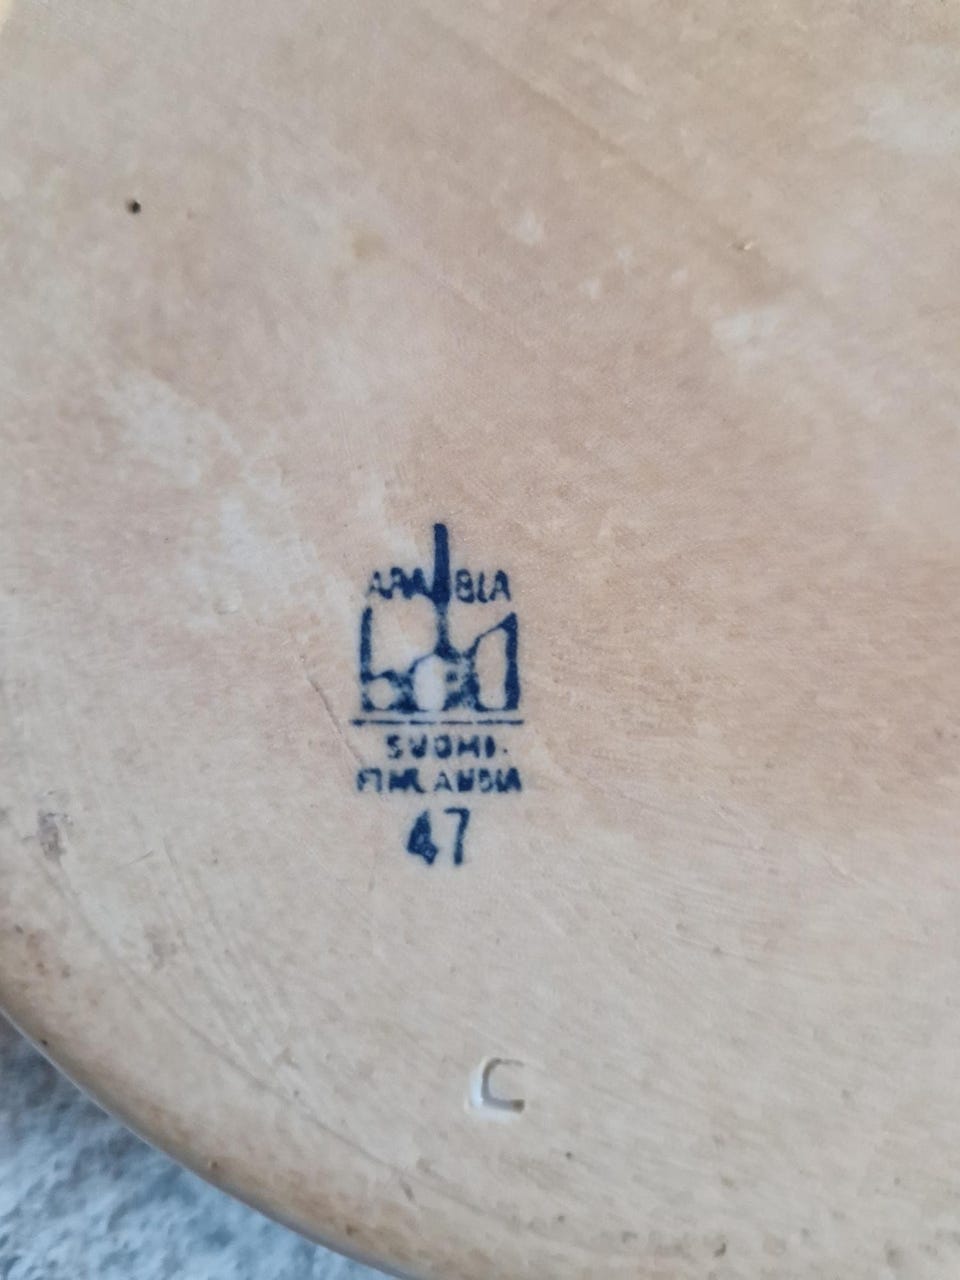 ARABIA
SUOMI-
FINLANDIA
47
C